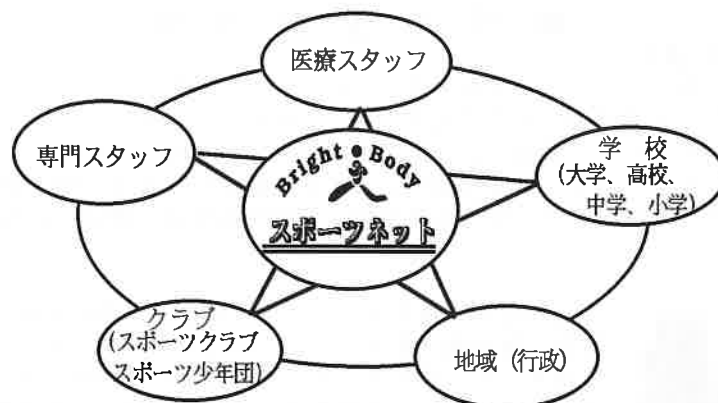 医療スタッフ
専門スタッフ
学 校
(大学、高校、
中学、小学)
Bright Body
スポーツネット
クラブ
(スポーツクラブ
スポーツ少年団)
地域 (行政)